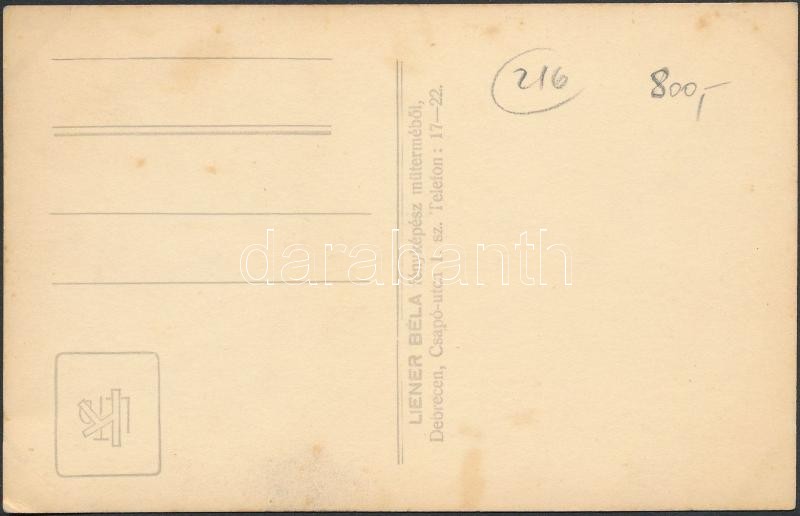 216
800,-
LIENER BÉLA fényképész műterméből,
Debrecen, Csapó-utca 1. sz. Telefon: 17—22.
darabanth